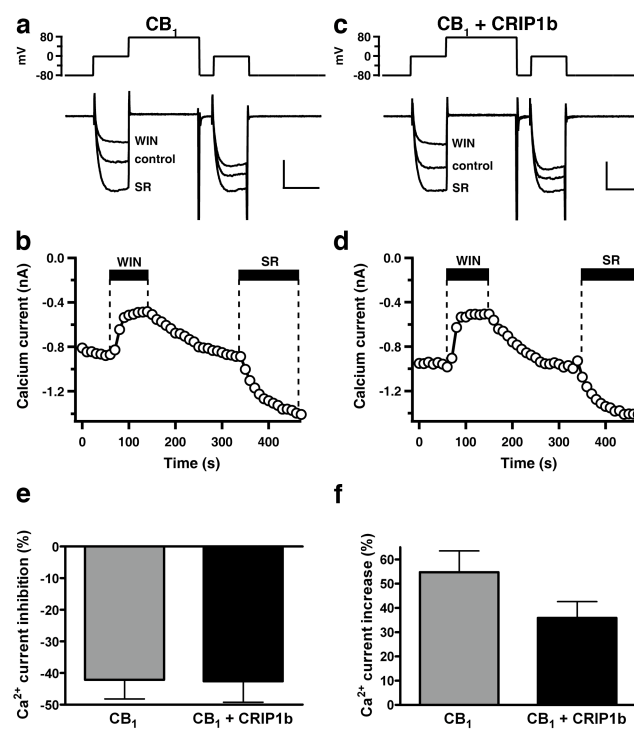 a
CB1
80
0
-80
mV
WIN
control
SR
c
CB1 + CRIP1b
80
0
-80
mV
WIN
control
SR
b
0.0
-0.4
-0.8
-1.2
Calcium current (nA)
WIN
SR
0
100
200
300
400
Time (s)
d
0.0
-0.4
-0.8
-1.2
Calcium current (nA)
WIN
SR
0
200
400
Time (s)
e
0
-10
-20
-30
-40
-50
Ca2+ current inhibition (%)
CB1
CB1 + CRIP1b
f
60
50
40
30
20
10
0
Ca2+ current increase (%)
CB1
CB1 + CRIP1b